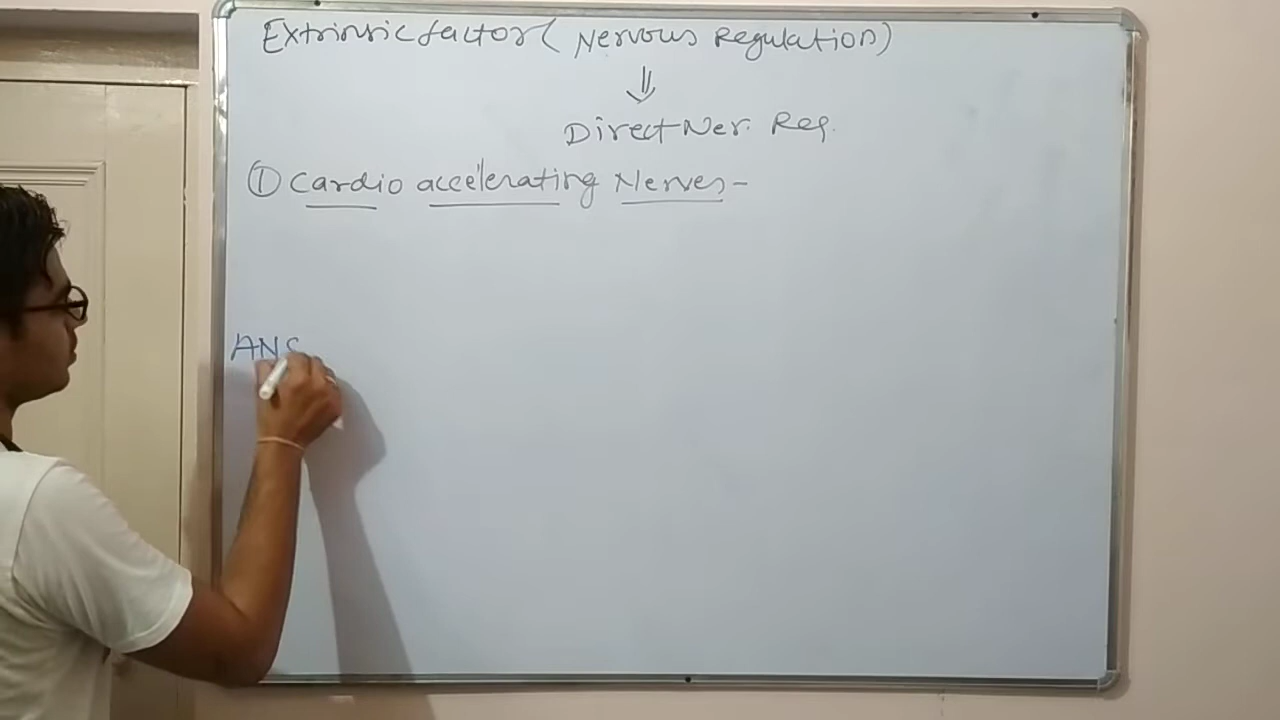 Extrinsic factor ( Nervous Regulation)
⇓
Direct Ner. Reg.
① Cardio accelerating Nerves-
ANS